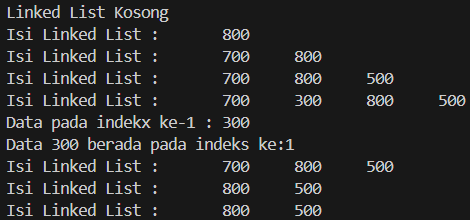 Linked List Kosong
Isi Linked List :	800
Isi Linked List :	700	800
Isi Linked List :	700	800	500
Isi Linked List :	700	300	800	500
Data pada indekx ke-1 : 300
Data 300 berada pada indeks ke:1
Isi Linked List :	700	800	500
Isi Linked List :	800	500
Isi Linked List :	800	500